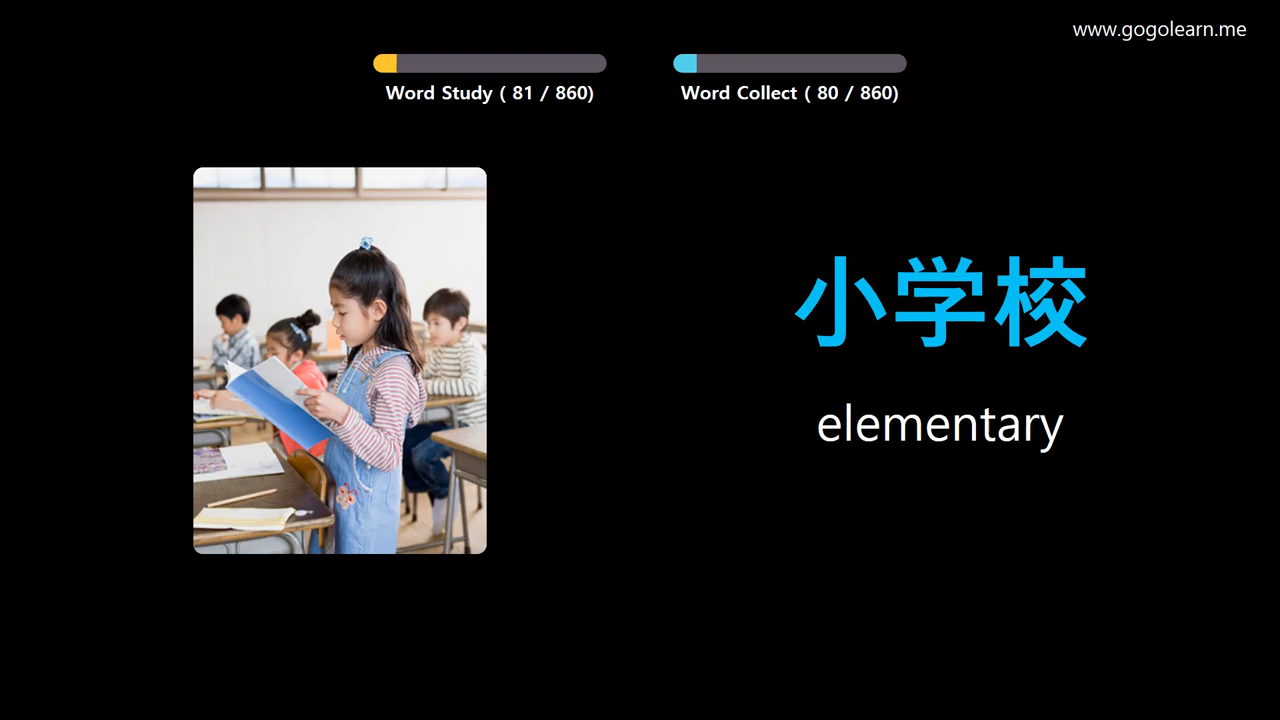 www.gogolearn.me
Word Study ( 81 / 860)
Word Collect ( 80 / 860)
小学校
elementary